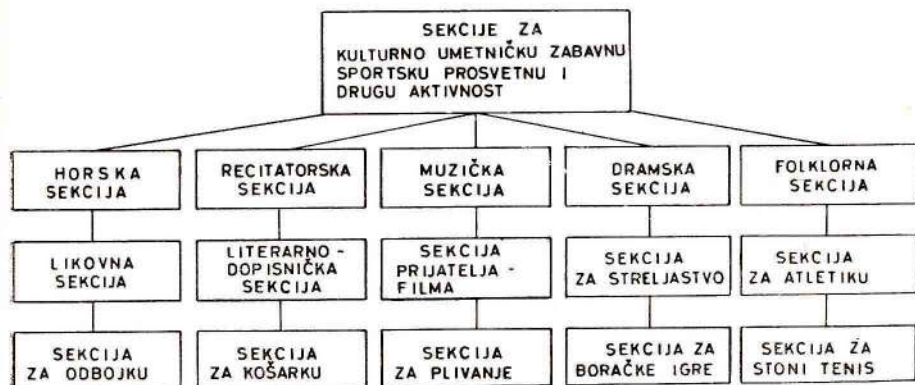 SEKCIJE ZA
KULTURNO UMETNIČKU ZABAVNU
SPORTSKU PROSVETNU I
DRUGU AKTIVNOST
HORSKA
SEKCIJA
RECITATORSKA
SEKCIJA
MUZIČKA
SEKCIJA
DRAMSKA
SEKCIJA
FOLKLORNA
SEKCIJA
LIKOVNA
SEKCIJA
LITERARNO-
DOPISNIČKA
SEKCIJA
SEKCIJA
PRIJATELJA-
FILMA
SEKCIJA
ZA STRELJASTVO
SEKCIJA
ZA ATLETIKU
SEKCIJA
ZA ODBOJKU
SEKCIJA
ZA KOŠARKU
SEKCIJA
ZA PLIVANJE
SEKCIJA ZA
BORAČKE IGRE
SEKCIJA ZA
STONI TENIS